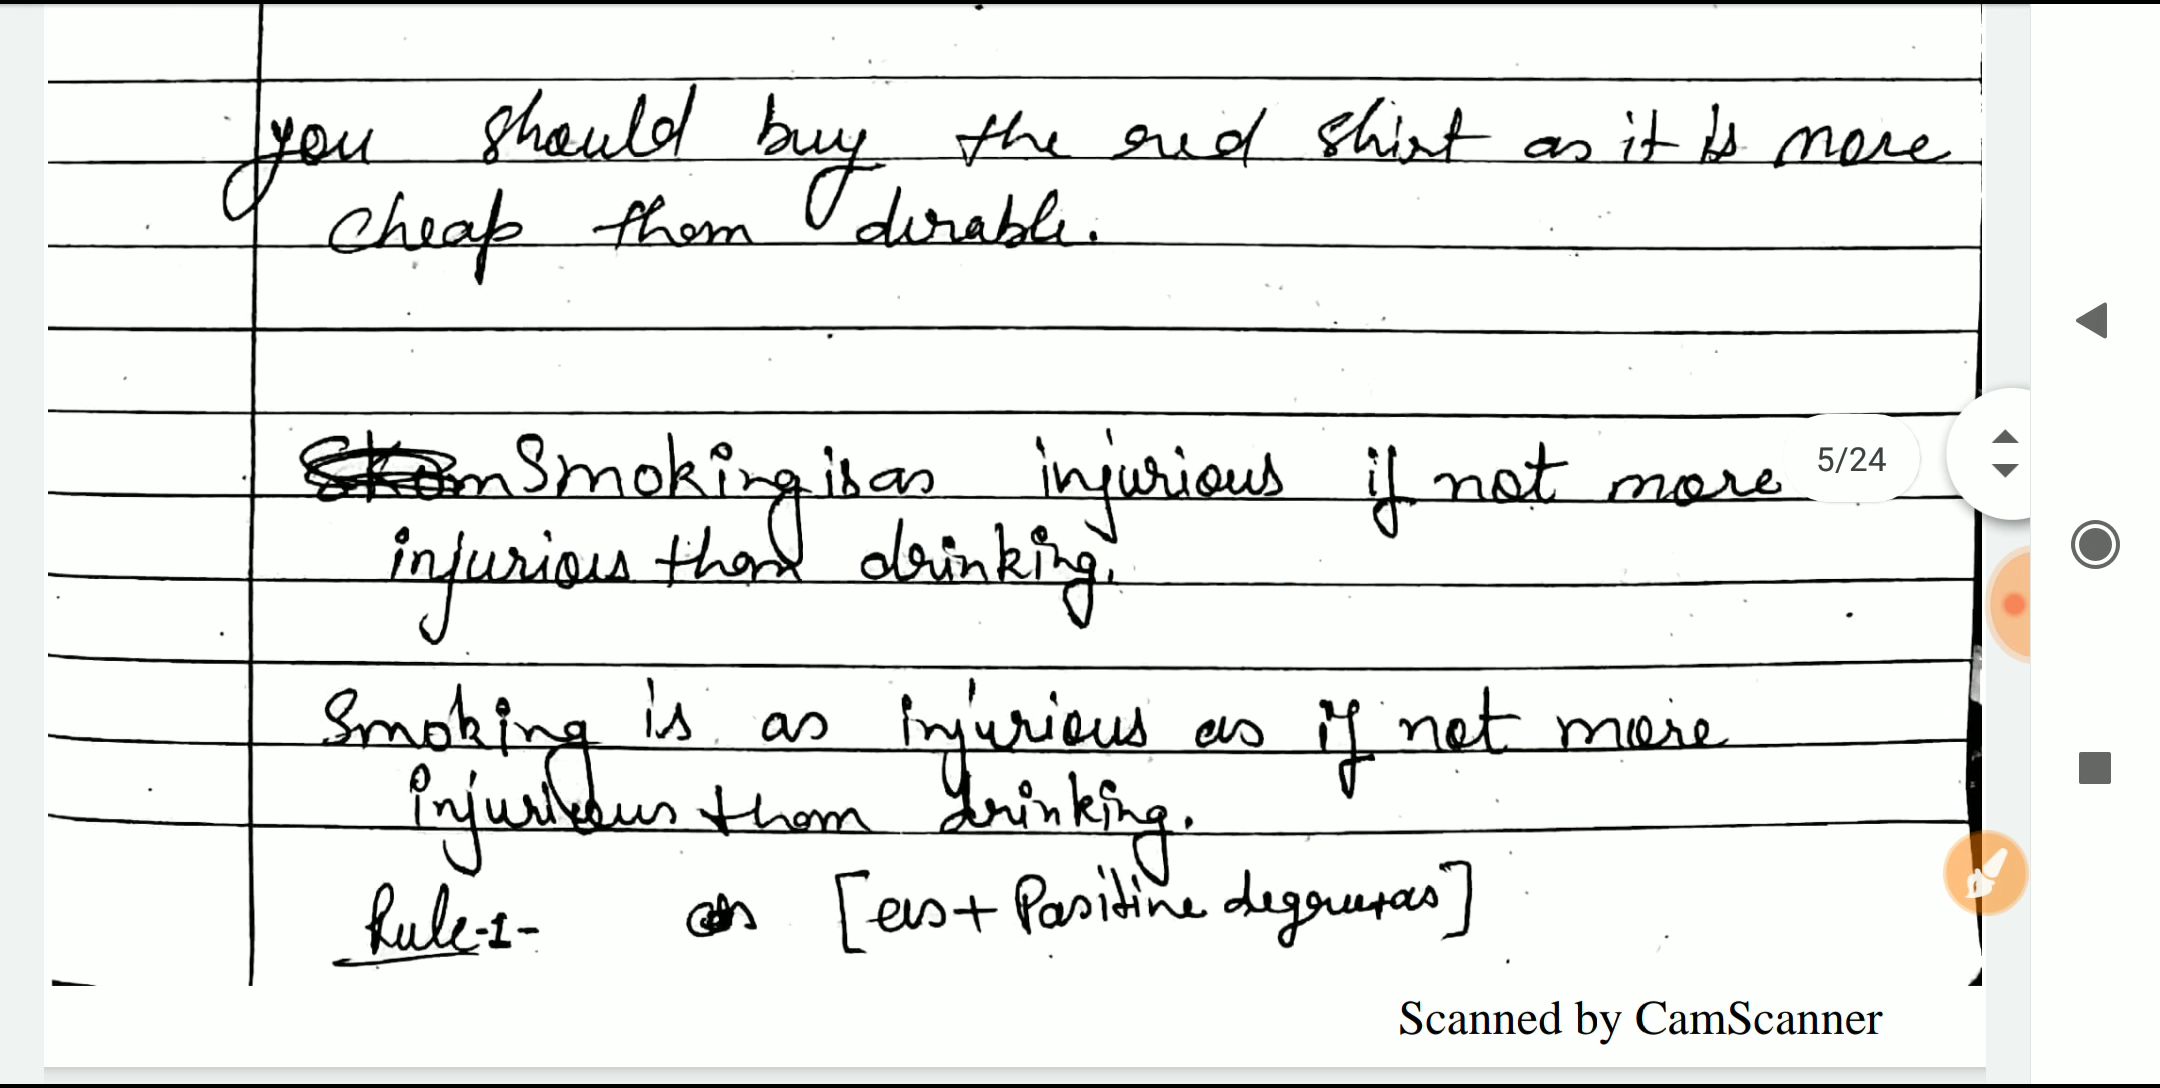 you should buy the red shirt as it is more
cheap than durable.
Smoking is as injurious if not more
5/24
injurious than drinking.
Smoking is as injurious as if not more
injurious than drinking.
Rule-1- as [as + Positive degree + as]
Scanned by CamScanner